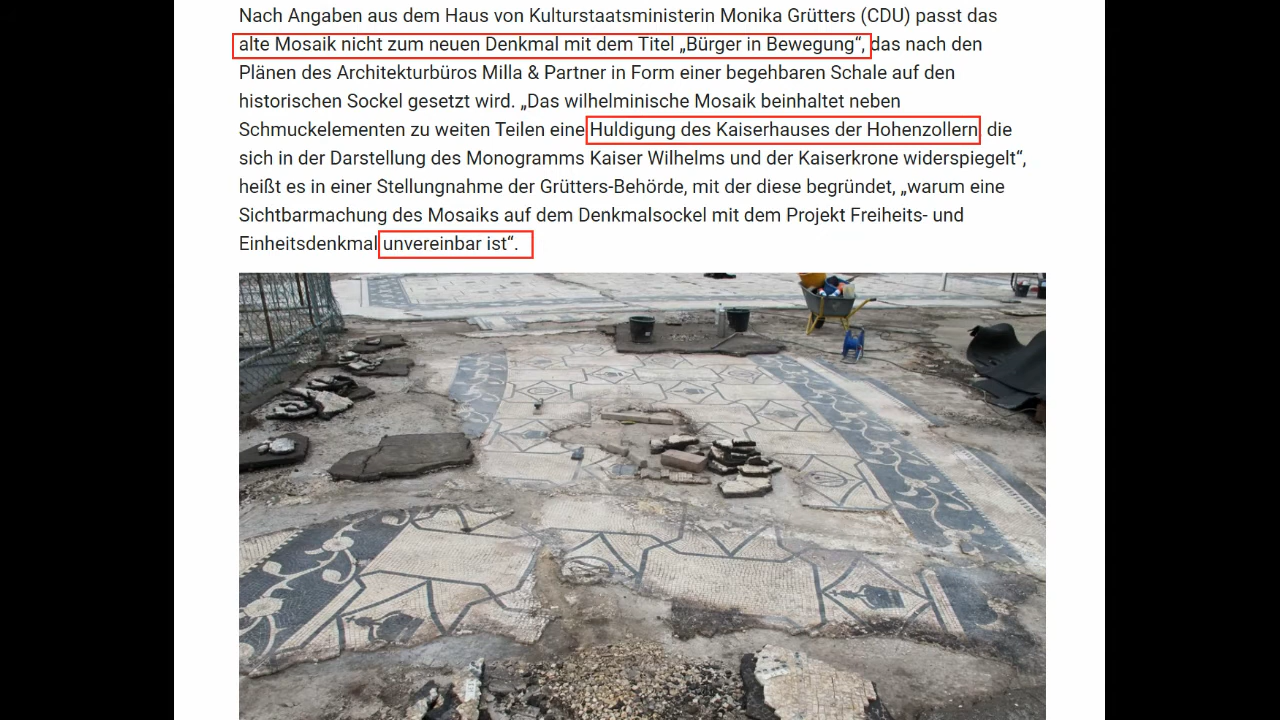 Nach Angaben aus dem Haus von Kulturstaatsministerin Monika Grütters (CDU) passt das
alte Mosaik nicht zum neuen Denkmal mit dem Titel „Bürger in Bewegung“, das nach den
Plänen des Architekturbüros Milla & Partner in Form einer begehbaren Schale auf den
historischen Sockel gesetzt wird. „Das wilhelminische Mosaik beinhaltet neben
Schmuckelementen zu weiten Teilen eine Huldigung des Kaiserhauses der Hohenzollern, die
sich in der Darstellung des Monogramms Kaiser Wilhelms und der Kaiserkrone widerspiegelt“,
heißt es in einer Stellungnahme der Grütters-Behörde, mit der diese begründet, „warum eine
Sichtbarmachung des Mosaiks auf dem Denkmalsockel mit dem Projekt Freiheits- und
Einheitsdenkmal unvereinbar ist“.